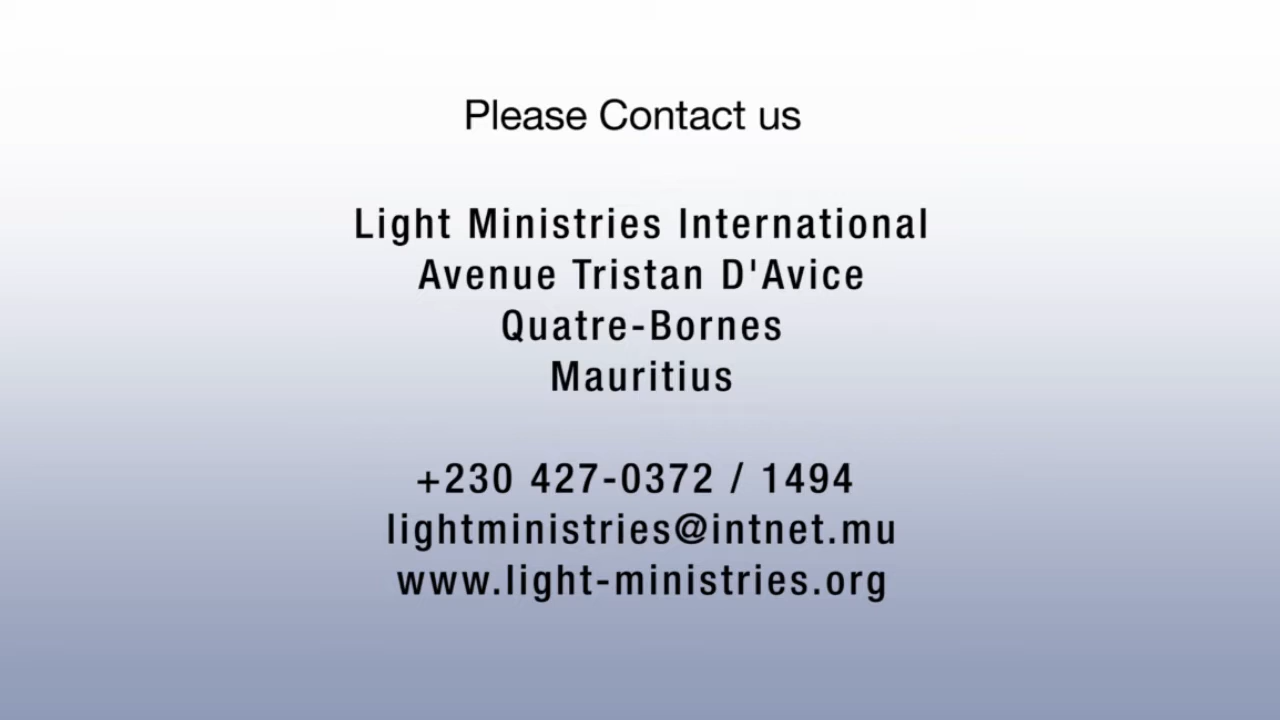 Please Contact us
Light Ministries International
Avenue Tristan D'Avice
Quatre-Bornes
Mauritius
+230 427-0372 / 1494
lightministries@intnet.mu
www.light-ministries.org